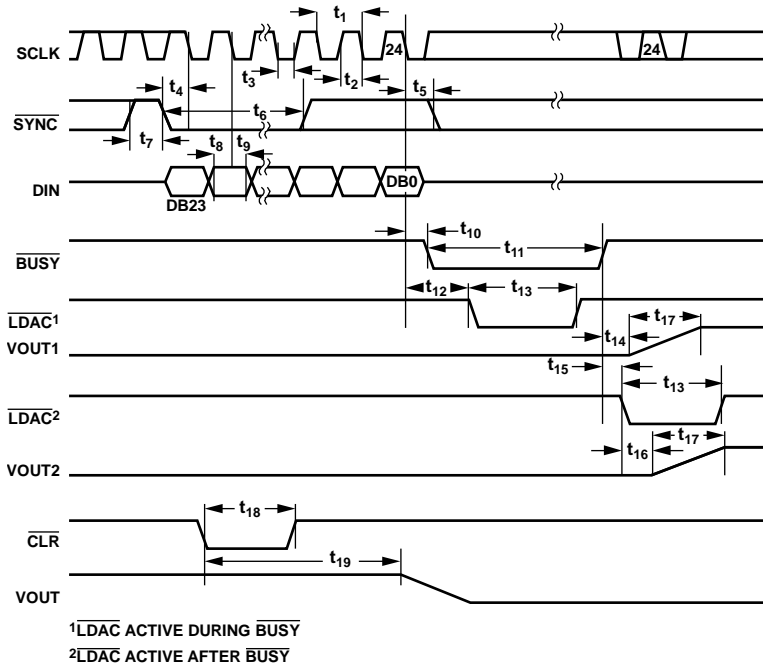 t1
SCLK
24
24
t3
t2
t4
t5
t6
SYNC
t7
t8
t9
DIN
DB0
DB23
t10
t11
BUSY
t12
t13
LDAC1
t17
VOUT1
t14
t15
t13
LDAC2
t17
t16
VOUT2
t18
CLR
t19
VOUT
1LDAC ACTIVE DURING BUSY
2LDAC ACTIVE AFTER BUSY